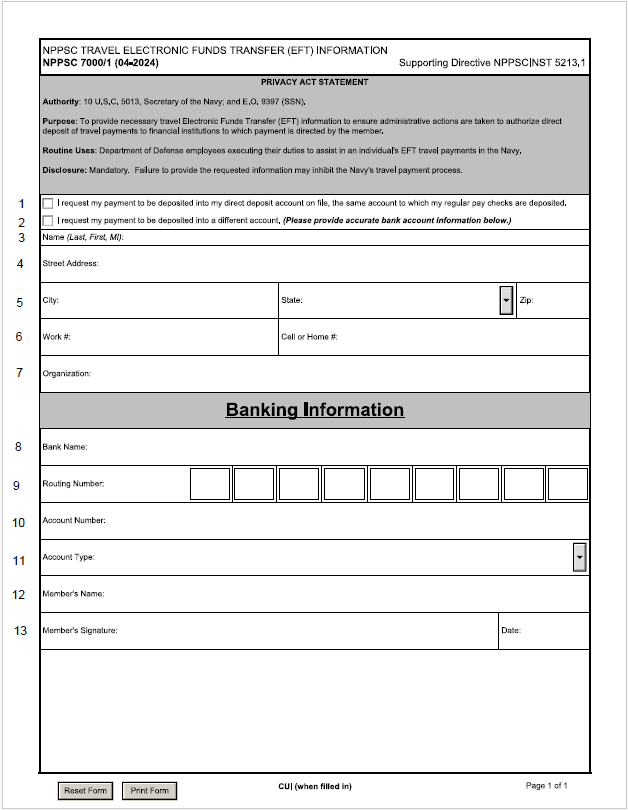 NPPSC TRAVEL ELECTRONIC FUNDS TRANSFER (EFT) INFORMATION
NPPSC 7000/1 (04-2024) Supporting Directive NPPSCINST 5213.1
PRIVACY ACT STATEMENT
Authority: 10 U.S.C. 5013, Secretary of the Navy; and E.O. 9397 (SSN).
Purpose: To provide necessary travel Electronic Funds Transfer (EFT) information to ensure administrative actions are taken to authorize direct
deposit of travel payments to financial institutions to which payment is directed by the member.
Routine Uses: Department of Defense employees executing their duties to assist in an individual's EFT travel payments in the Navy.
Disclosure: Mandatory. Failure to provide the requested information may inhibit the Navy's travel payment process.
1 I request my payment to be deposited into my direct deposit account on file, the same account to which my regular pay checks are deposited.
2 I request my payment to be deposited into a different account. (Please provide accurate bank account information below.)
3 Name (Last, First, MI):
4 Street Address:
5 City: State: Zip:
6 Work #: Cell or Home #:
7 Organization:
Banking Information
8 Bank Name:
9 Routing Number:
10 Account Number:
11 Account Type:
12 Member's Name:
13 Member's Signature: Date:
Reset Form Print Form CUI (when filled in) Page 1 of 1